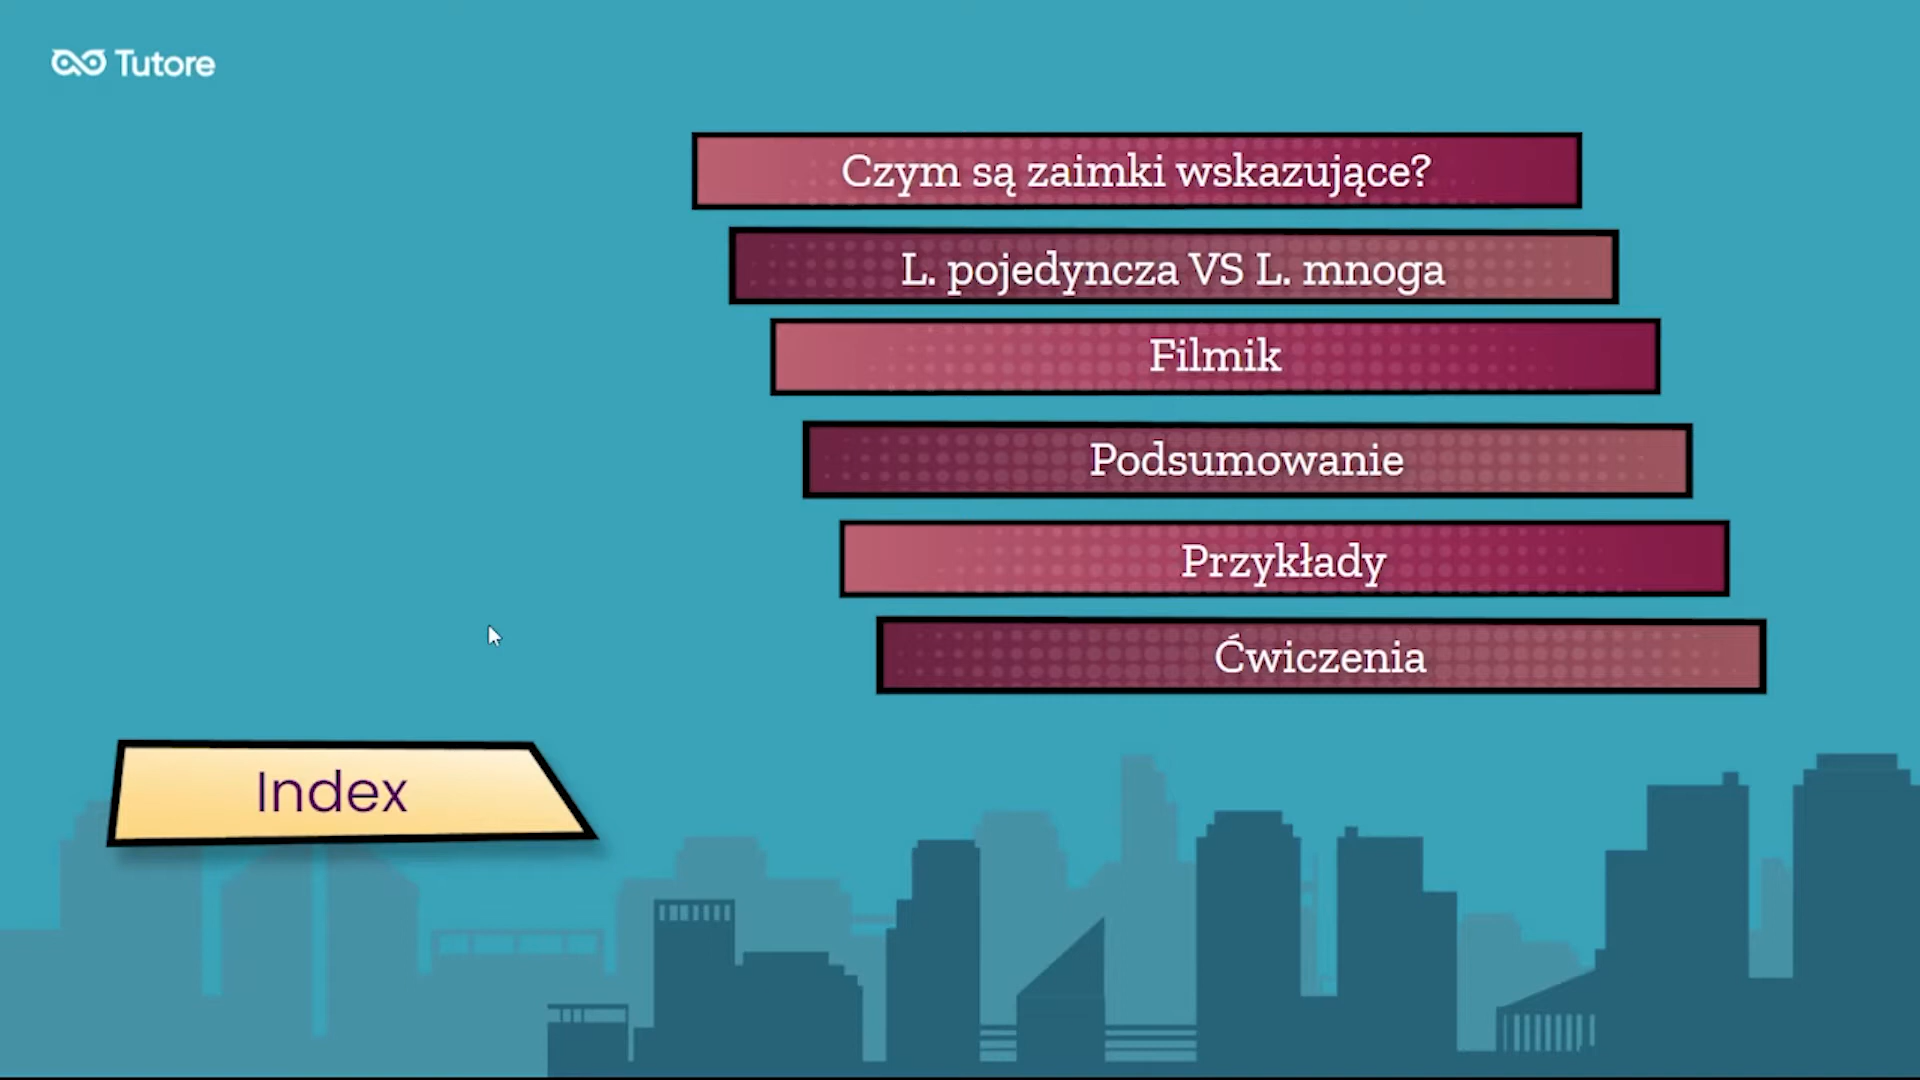 Tutore
Czym są zaimki wskazujące?
L. pojedyncza VS L. mnoga
Filmik
Podsumowanie
Przykłady
Ćwiczenia
Index